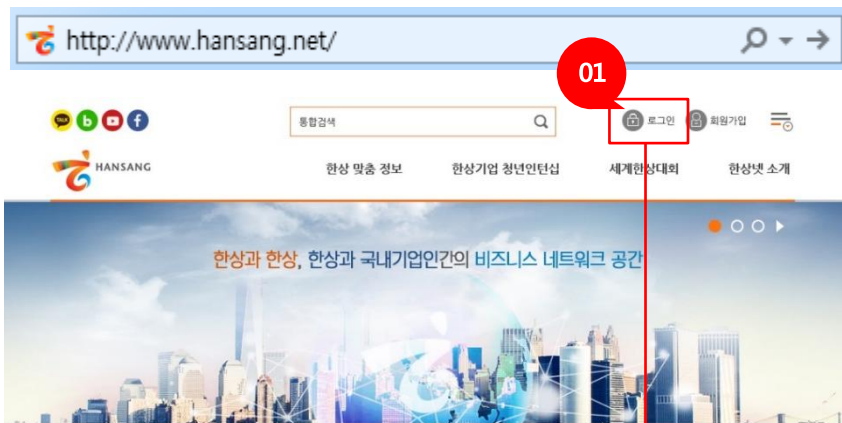 http://www.hansang.net/
01
TALK
b
f
통합검색
로그인
회원가입
HANSANG
한상 맞춤 정보
한상기업 청년인턴십
세계한상대회
한상넷 소개
한상과 한상, 한상과 국내기업인간의 비즈니스 네트워크 공간